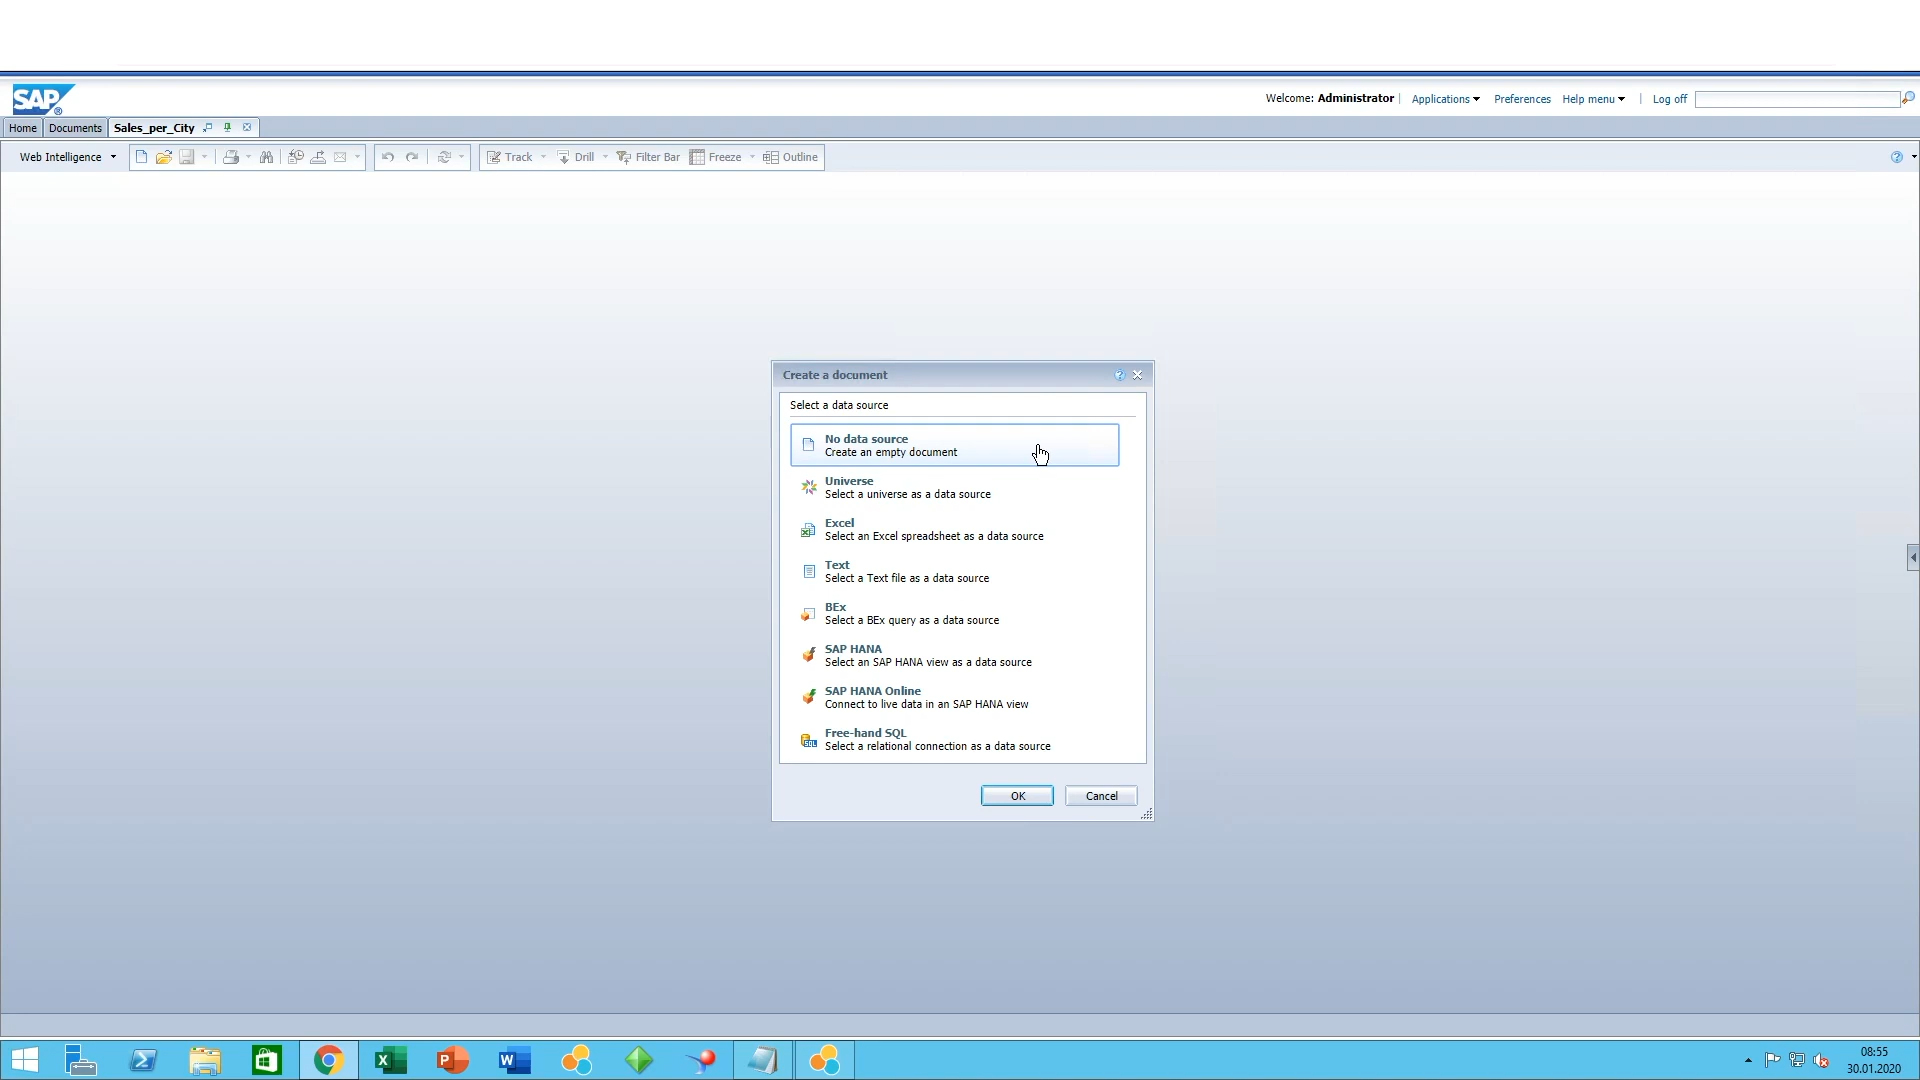 SAP
Welcome: Administrator Applications Preferences Help menu Log off
Home Documents Sales_per_City
Web Intelligence Track Drill Filter Bar Freeze Outline
Create a document
Select a data source
No data source
Create an empty document
Universe
Select a universe as a data source
Excel
Select an Excel spreadsheet as a data source
Text
Select a Text file as a data source
BEx
Select a BEx query as a data source
SAP HANA
Select an SAP HANA view as a data source
SAP HANA Online
Connect to live data in an SAP HANA view
Free-hand SQL
Select a relational connection as a data source
OK Cancel
08:55
30.01.2020